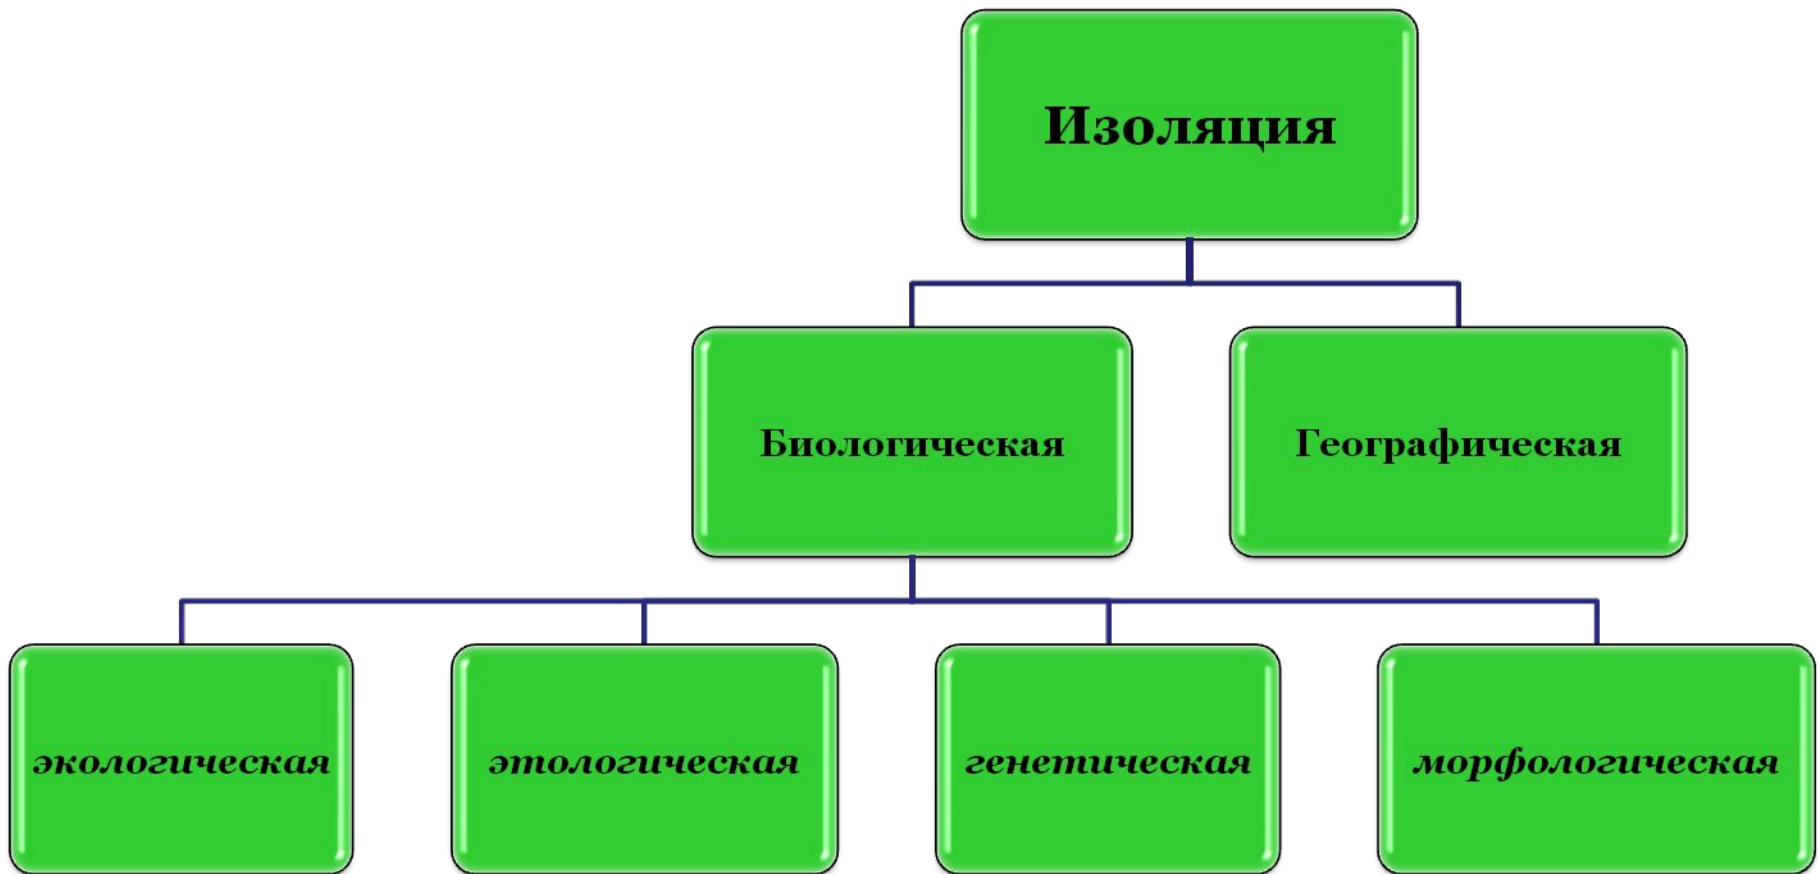 Изоляция
Биологическая
Географическая
экологическая
этологическая
генетическая
морфологическая